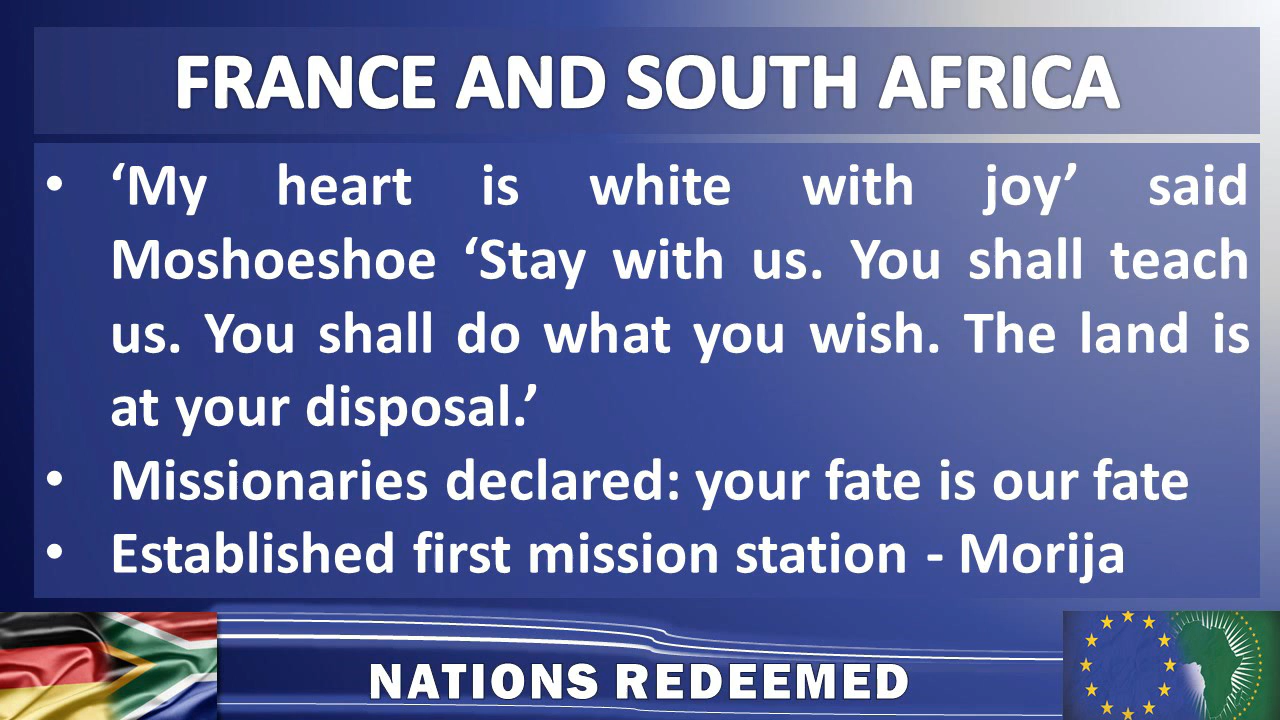 FRANCE AND SOUTH AFRICA
• ‘My heart is white with joy’ said
Moshoeshoe ‘Stay with us. You shall teach
us. You shall do what you wish. The land is
at your disposal.’
• Missionaries declared: your fate is our fate
• Established first mission station - Morija
NATIONS REDEEMED